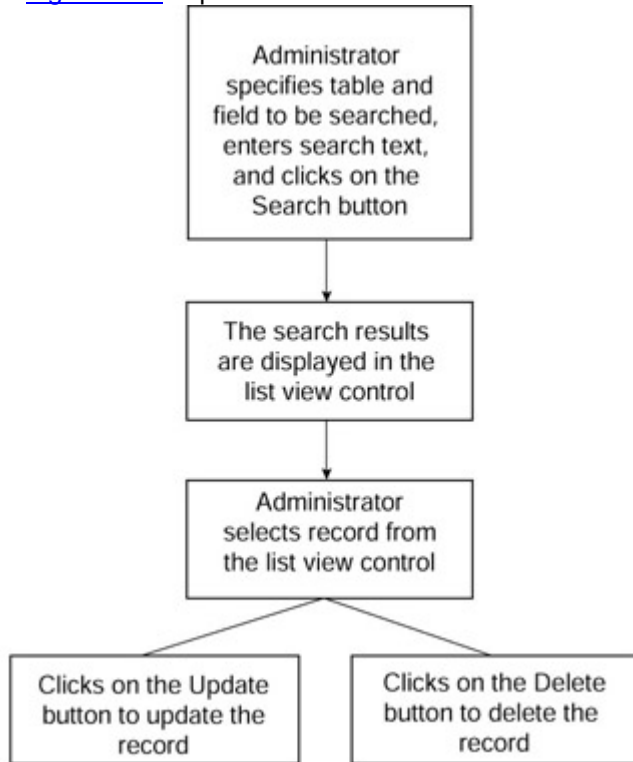 Administrator
specifies table and
field to be searched,
enters search text,
and clicks on the
Search button
The search results
are displayed in the
list view control
Administrator
selects record from
the list view control
Clicks on the Update
button to update the
record
Clicks on the Delete
button to delete the
record